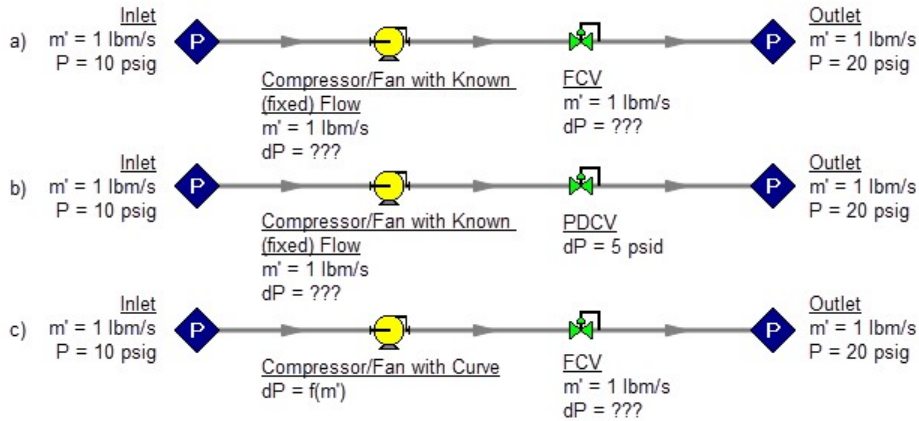 a)
Inlet
m' = 1 lbm/s
P = 10 psig
P
Compressor/Fan with Known
(fixed) Flow
m' = 1 lbm/s
dP = ???
FCV
m' = 1 lbm/s
dP = ???
P
Outlet
m' = 1 lbm/s
P = 20 psig
b)
Inlet
m' = 1 lbm/s
P = 10 psig
P
Compressor/Fan with Known
(fixed) Flow
m' = 1 lbm/s
dP = ???
PDCV
dP = 5 psid
P
Outlet
m' = 1 lbm/s
P = 20 psig
c)
Inlet
m' = 1 lbm/s
P = 10 psig
P
Compressor/Fan with Curve
dP = f(m')
FCV
m' = 1 lbm/s
dP = ???
P
Outlet
m' = 1 lbm/s
P = 20 psig